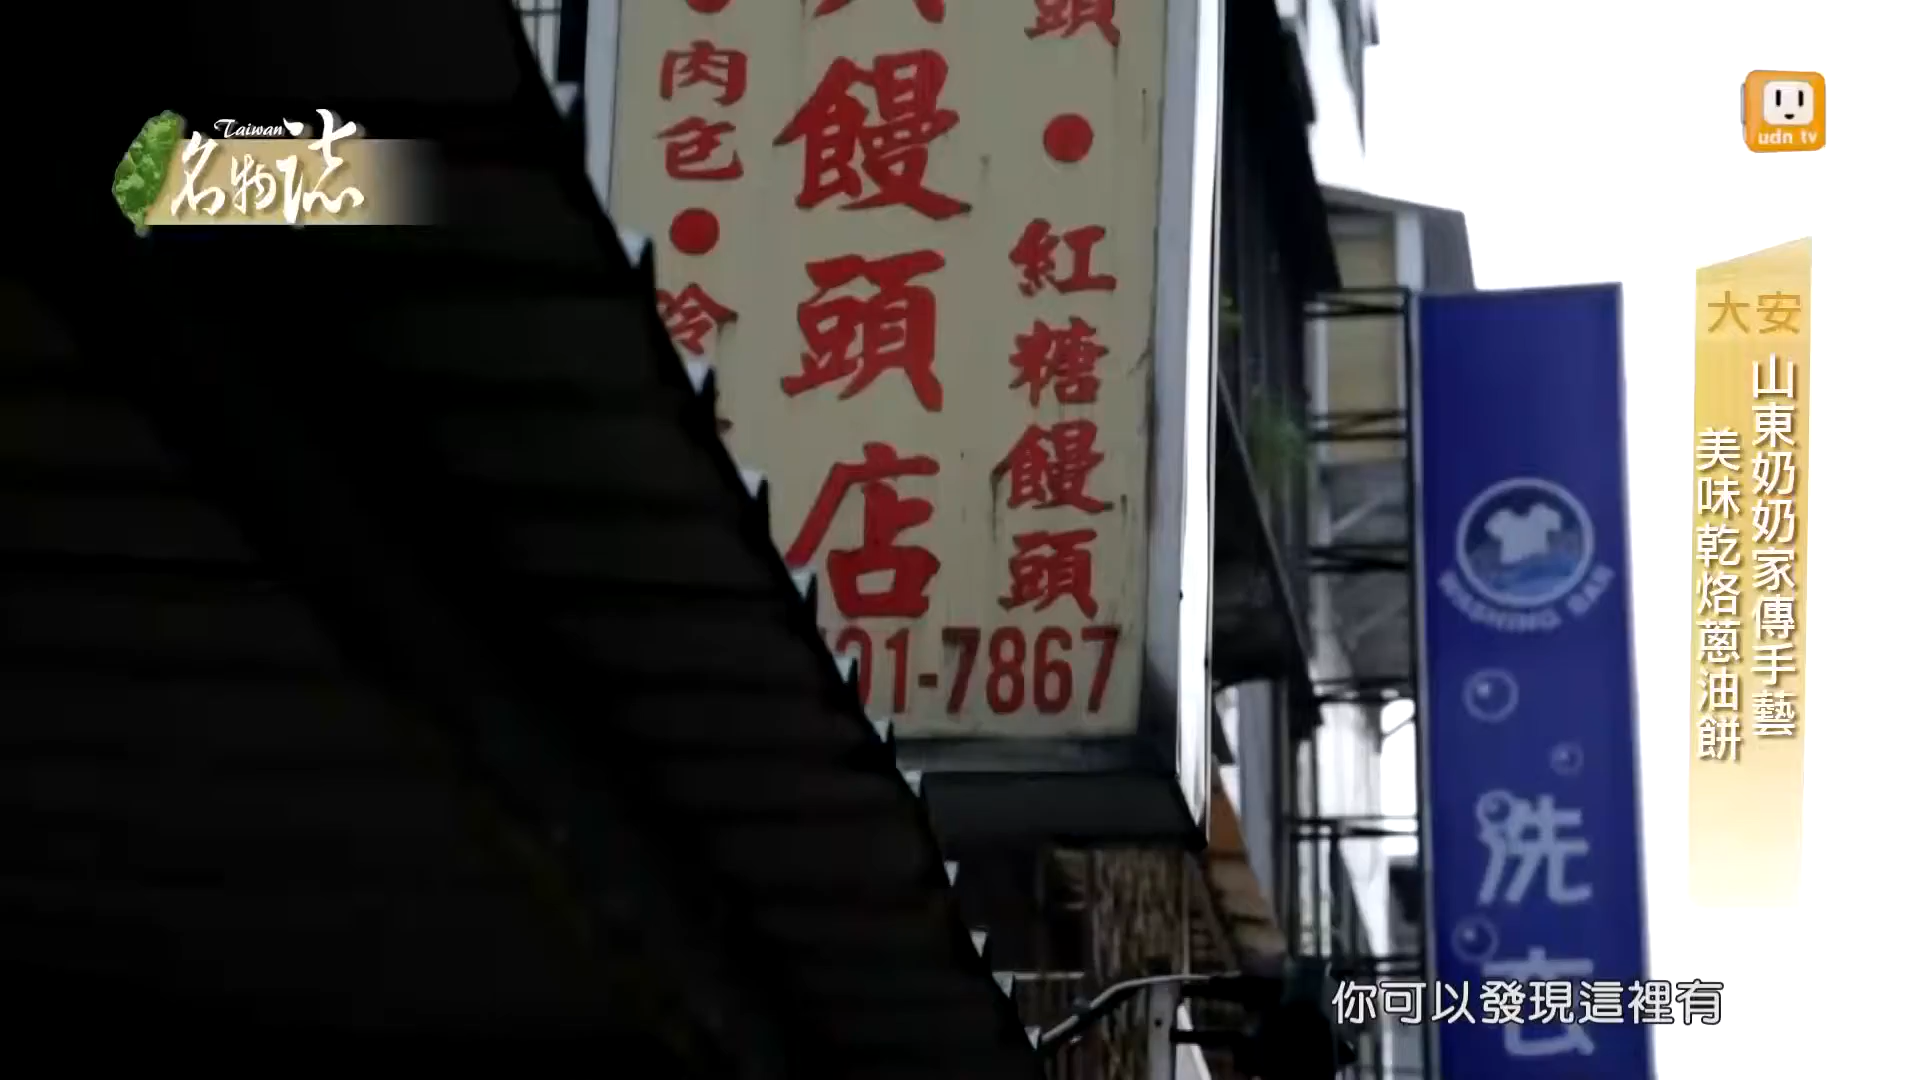 Taiwan
名物誌
udn tv
大安
山東奶奶家傳手藝
美味乾烙蔥油餅
頭●紅糖饅頭
饅頭店
●肉包●冷
01-7867
WASHING BAR
洗衣
你可以發現這裡有